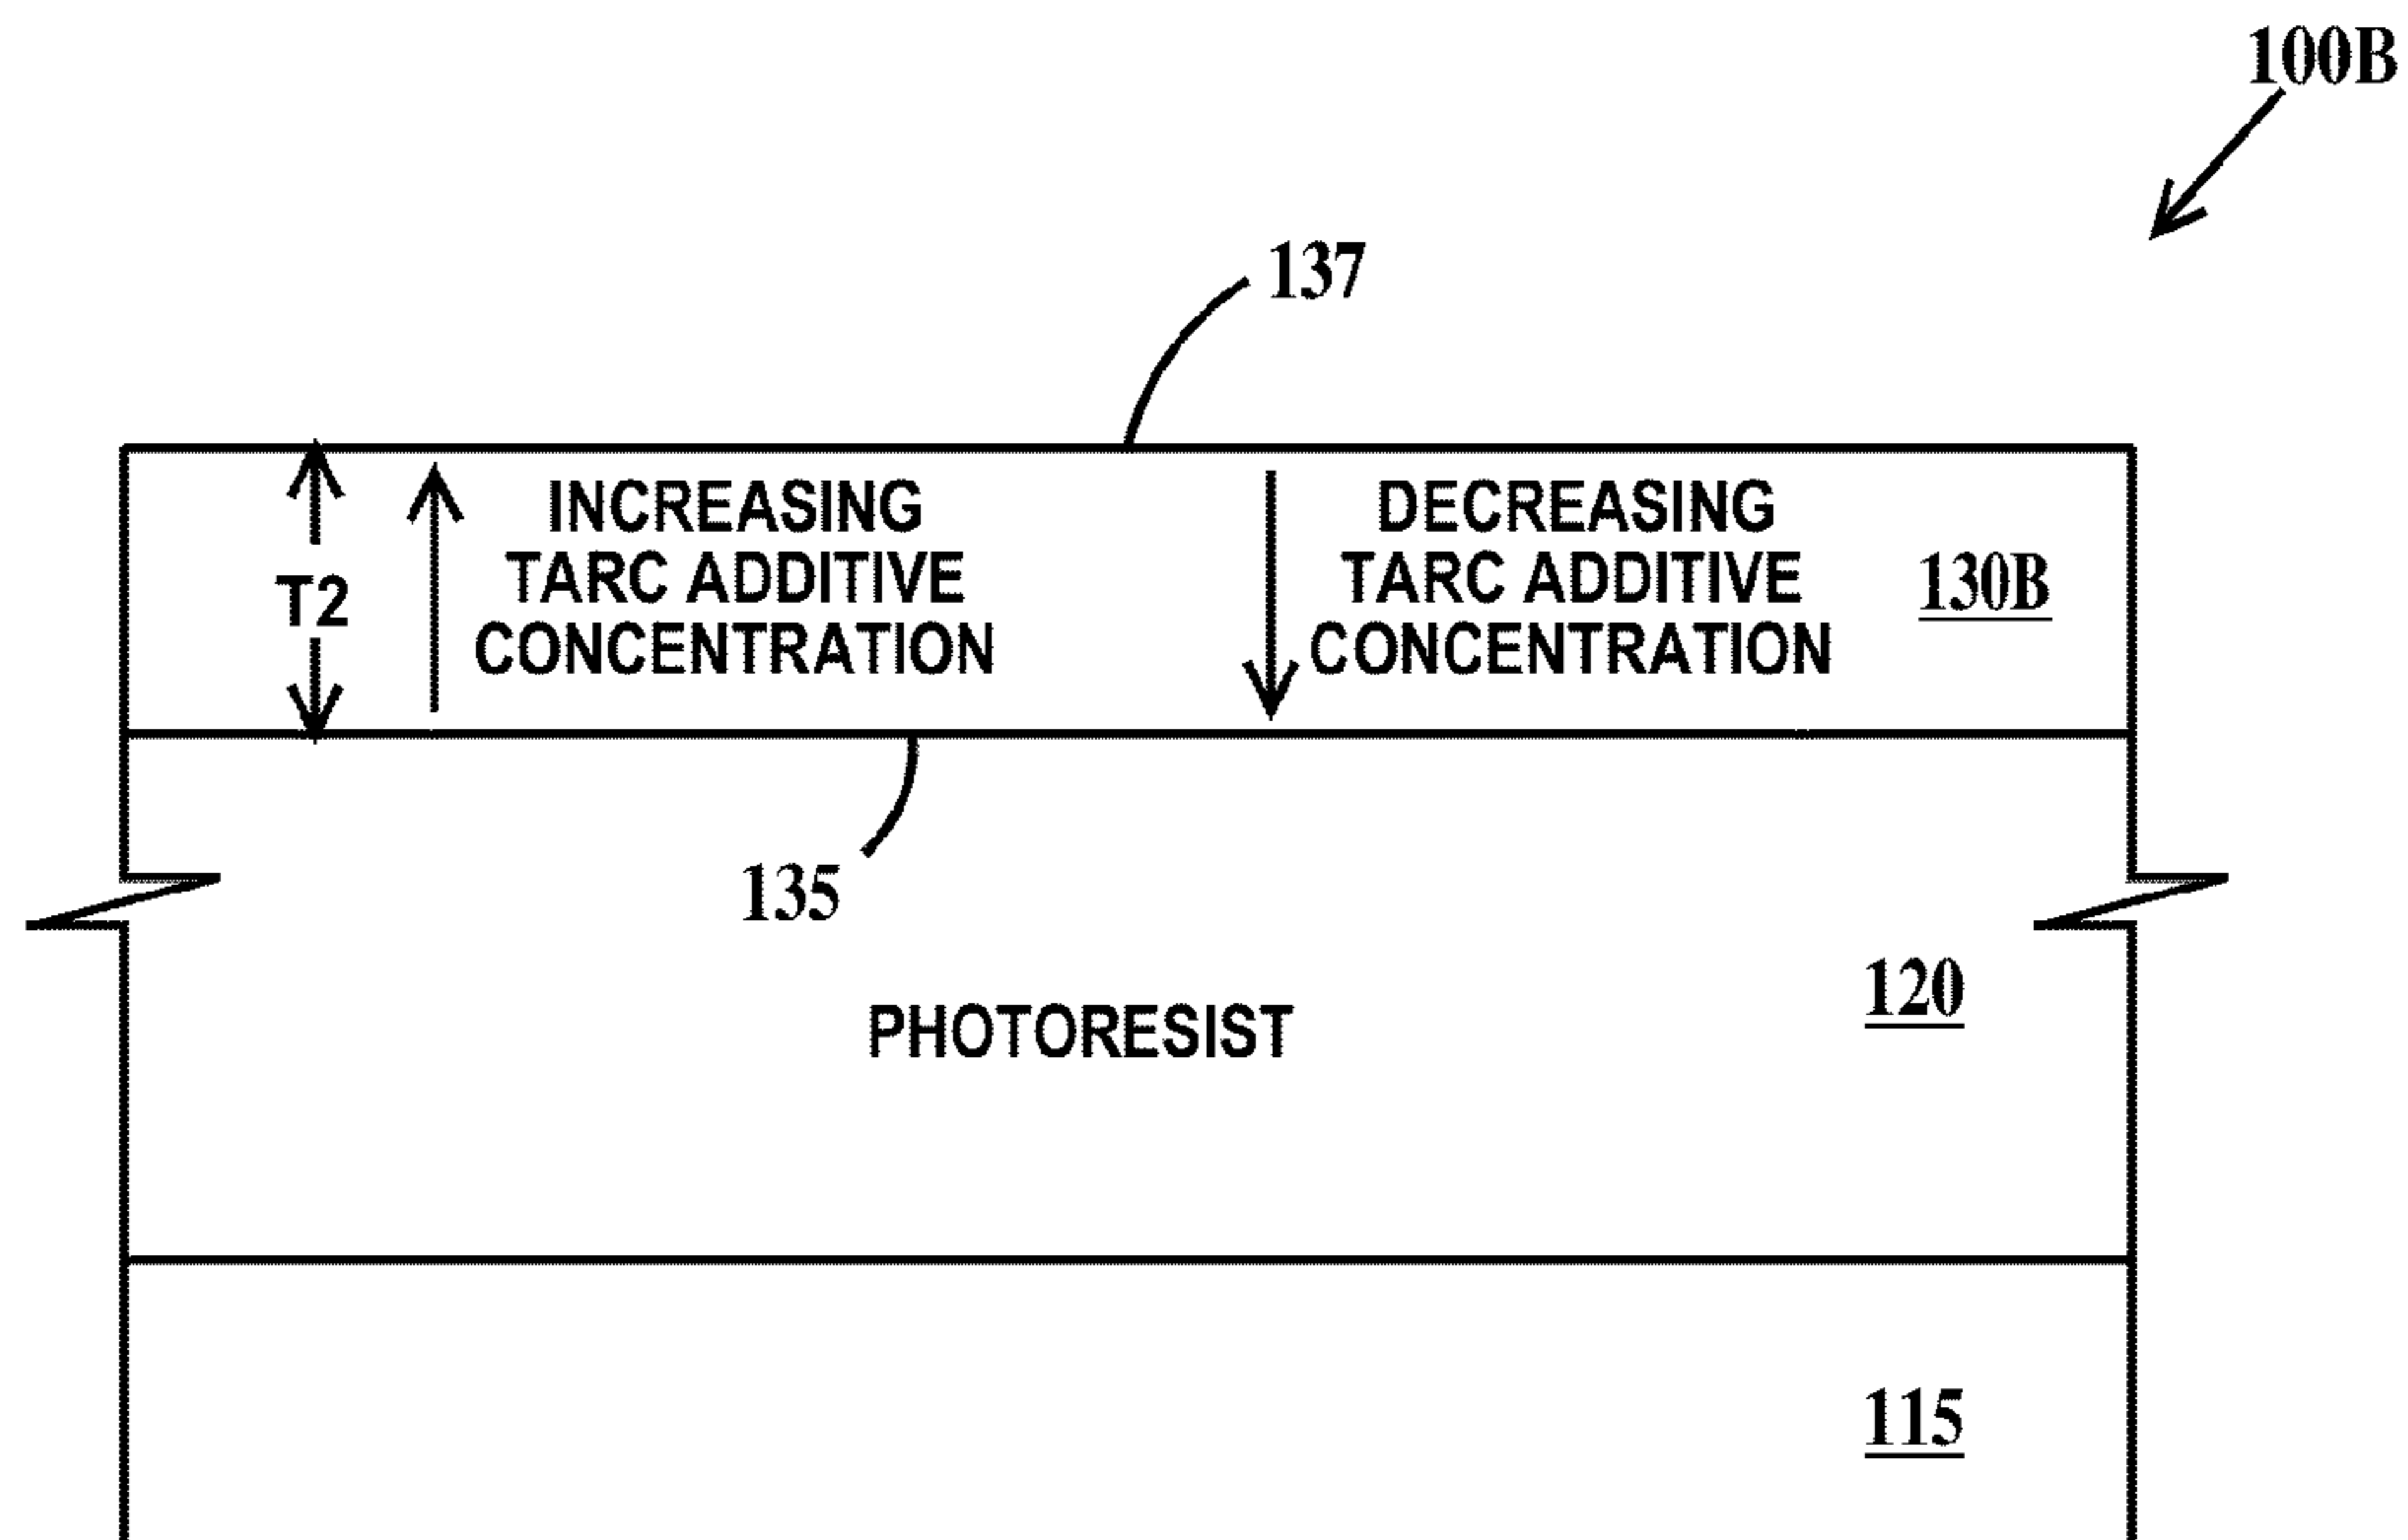 100B
137
INCREASING
TARC ADDITIVE
CONCENTRATION
DECREASING
TARC ADDITIVE
CONCENTRATION
130B
T2
135
120
PHOTORESIST
115